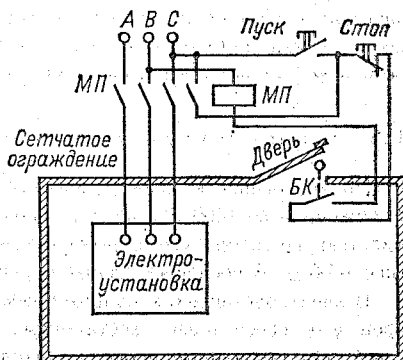 A B C
Пуск Стоп
МП
МП
Сетчатое
ограждение
Дверь
БК
Электро-
установка